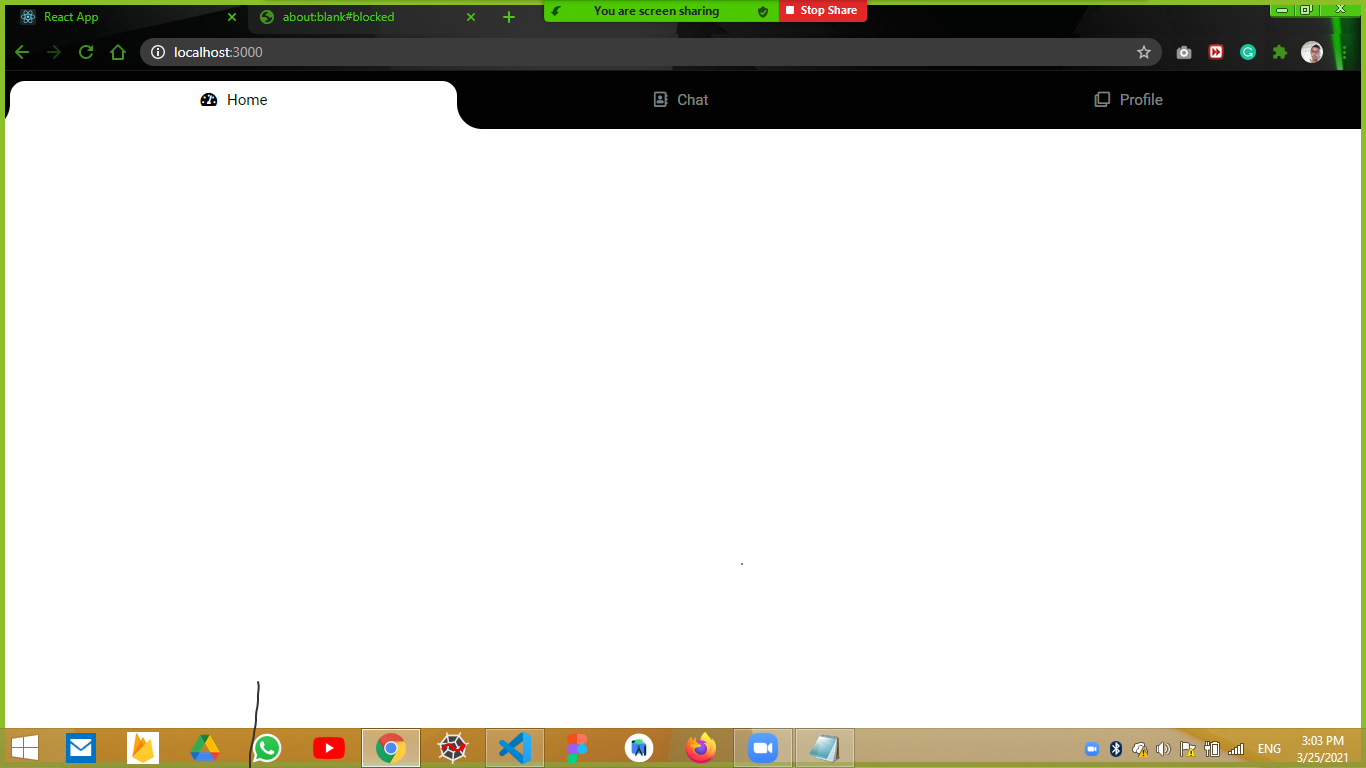 React App
about:blank#blocked
You are screen sharing
Stop Share
localhost:3000
Home
Chat
Profile
ENG
3:03 PM
3/25/2021